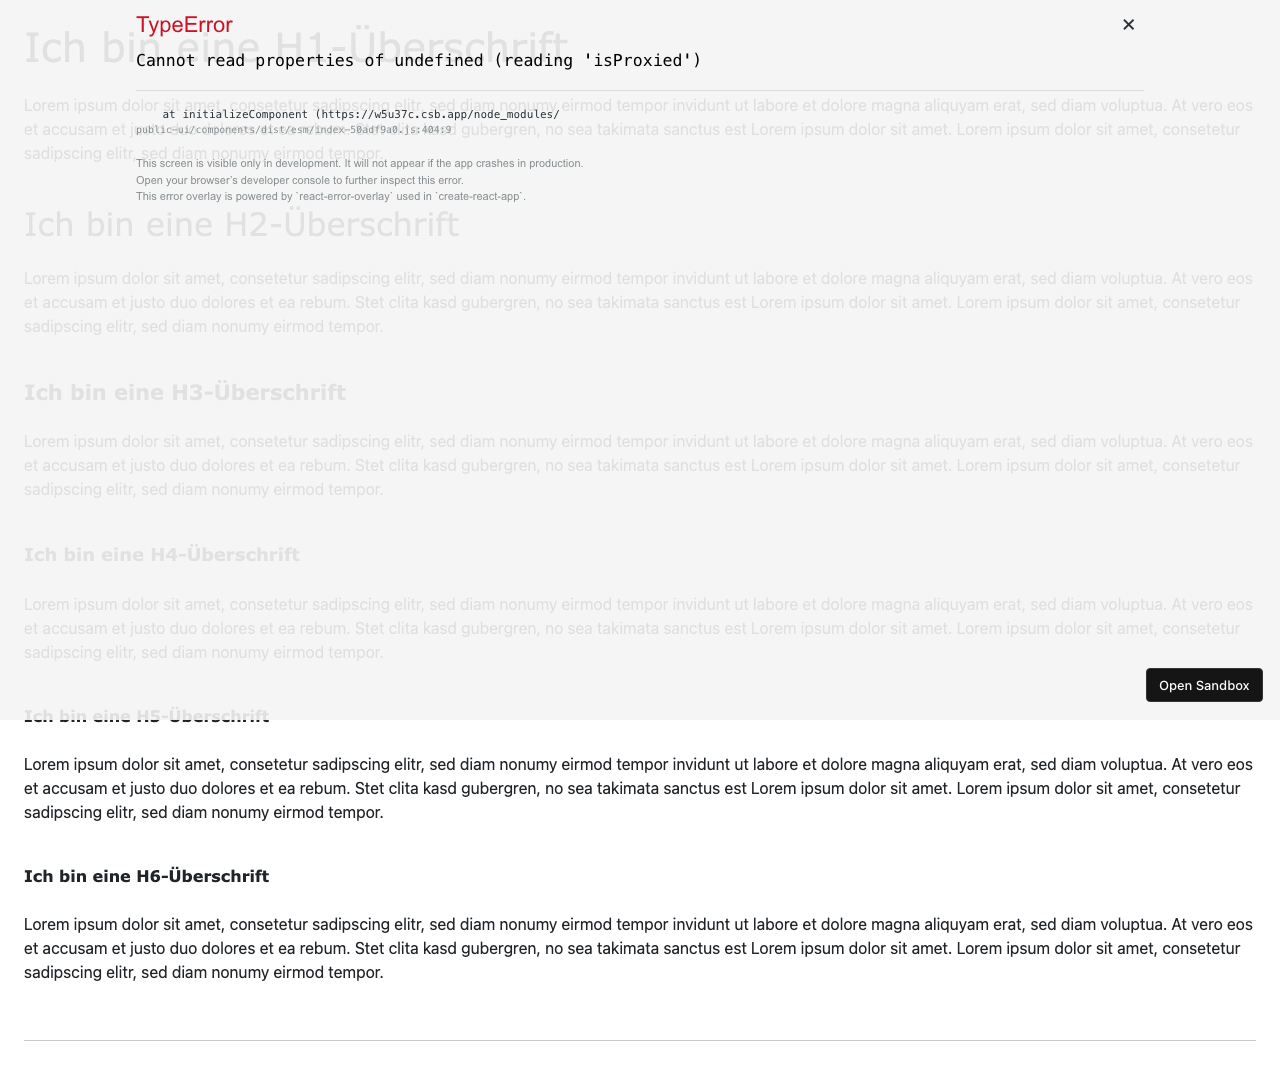 TypeError
✕
Ich bin eine H1-Überschrift
Cannot read properties of undefined (reading 'isProxied')
Lorem ipsum dolor sit amet, consetetur sadipscing elitr, sed diam nonumy eirmod tempor invidunt ut labore et dolore magna aliquyam erat, sed diam voluptua. At vero eos
at initializeComponent (https://w5u37c.csb.app/node_modules/
et accusam et justo duo dolores et ea rebum. Stet clita kasd gubergren, no sea takimata sanctus est Lorem ipsum dolor sit amet. Lorem ipsum dolor sit amet, consetetur
public-ui/components/dist/esm/index-50adf9a0.js:404:9
sadipscing elitr, sed diam nonumy eirmod tempor.
This screen is visible only in development. It will not appear if the app crashes in production.
Open your browser’s developer console to further inspect this error.
This error overlay is powered by `react-error-overlay` used in `create-react-app`.
Ich bin eine H2-Überschrift
Lorem ipsum dolor sit amet, consetetur sadipscing elitr, sed diam nonumy eirmod tempor invidunt ut labore et dolore magna aliquyam erat, sed diam voluptua. At vero eos
et accusam et justo duo dolores et ea rebum. Stet clita kasd gubergren, no sea takimata sanctus est Lorem ipsum dolor sit amet. Lorem ipsum dolor sit amet, consetetur
sadipscing elitr, sed diam nonumy eirmod tempor.
Ich bin eine H3-Überschrift
Lorem ipsum dolor sit amet, consetetur sadipscing elitr, sed diam nonumy eirmod tempor invidunt ut labore et dolore magna aliquyam erat, sed diam voluptua. At vero eos
et accusam et justo duo dolores et ea rebum. Stet clita kasd gubergren, no sea takimata sanctus est Lorem ipsum dolor sit amet. Lorem ipsum dolor sit amet, consetetur
sadipscing elitr, sed diam nonumy eirmod tempor.
Ich bin eine H4-Überschrift
Lorem ipsum dolor sit amet, consetetur sadipscing elitr, sed diam nonumy eirmod tempor invidunt ut labore et dolore magna aliquyam erat, sed diam voluptua. At vero eos
et accusam et justo duo dolores et ea rebum. Stet clita kasd gubergren, no sea takimata sanctus est Lorem ipsum dolor sit amet. Lorem ipsum dolor sit amet, consetetur
sadipscing elitr, sed diam nonumy eirmod tempor.
Open Sandbox
Ich bin eine H5-Überschrift
Lorem ipsum dolor sit amet, consetetur sadipscing elitr, sed diam nonumy eirmod tempor invidunt ut labore et dolore magna aliquyam erat, sed diam voluptua. At vero eos
et accusam et justo duo dolores et ea rebum. Stet clita kasd gubergren, no sea takimata sanctus est Lorem ipsum dolor sit amet. Lorem ipsum dolor sit amet, consetetur
sadipscing elitr, sed diam nonumy eirmod tempor.
Ich bin eine H6-Überschrift
Lorem ipsum dolor sit amet, consetetur sadipscing elitr, sed diam nonumy eirmod tempor invidunt ut labore et dolore magna aliquyam erat, sed diam voluptua. At vero eos
et accusam et justo duo dolores et ea rebum. Stet clita kasd gubergren, no sea takimata sanctus est Lorem ipsum dolor sit amet. Lorem ipsum dolor sit amet, consetetur
sadipscing elitr, sed diam nonumy eirmod tempor.